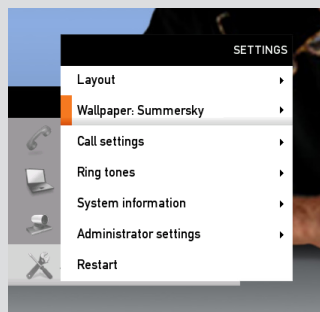 SETTINGS
Layout
Wallpaper: Summersky
Call settings
Ring tones
System information
Administrator settings
Restart